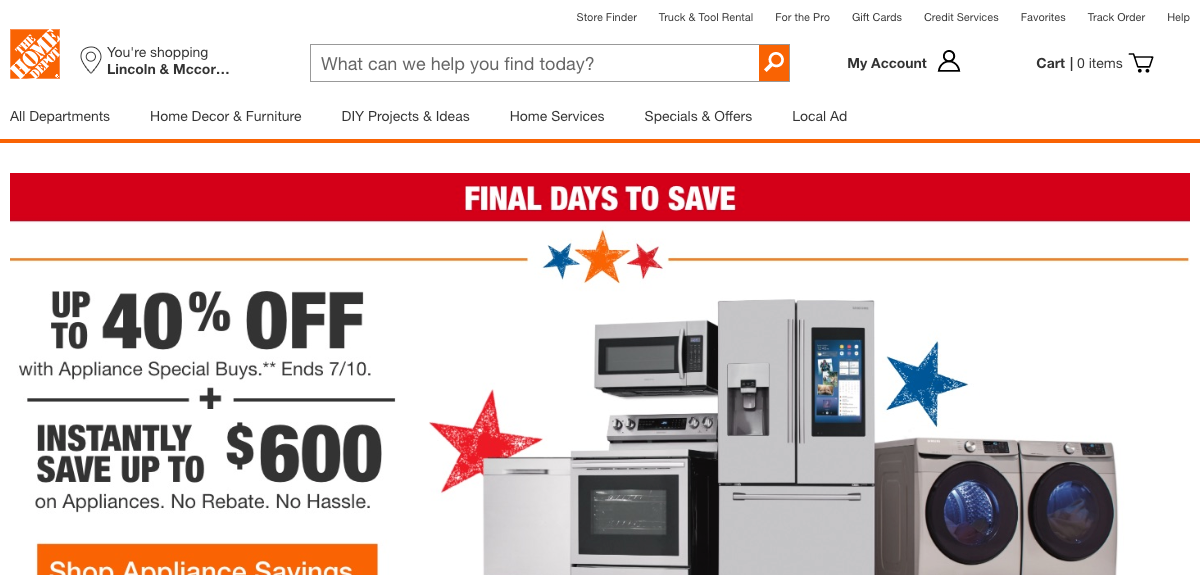 Store Finder Truck & Tool Rental For the Pro Gift Cards Credit Services Favorites Track Order Help
THE HOME DEPOT
You're shopping
Lincoln & Mccor...
What can we help you find today?
My Account
Cart | 0 items
All Departments Home Decor & Furniture DIY Projects & Ideas Home Services Specials & Offers Local Ad
FINAL DAYS TO SAVE
UP TO 40% OFF
with Appliance Special Buys.** Ends 7/10.
+
INSTANTLY
SAVE UP TO $600
on Appliances. No Rebate. No Hassle.
Shop Appliance Savings